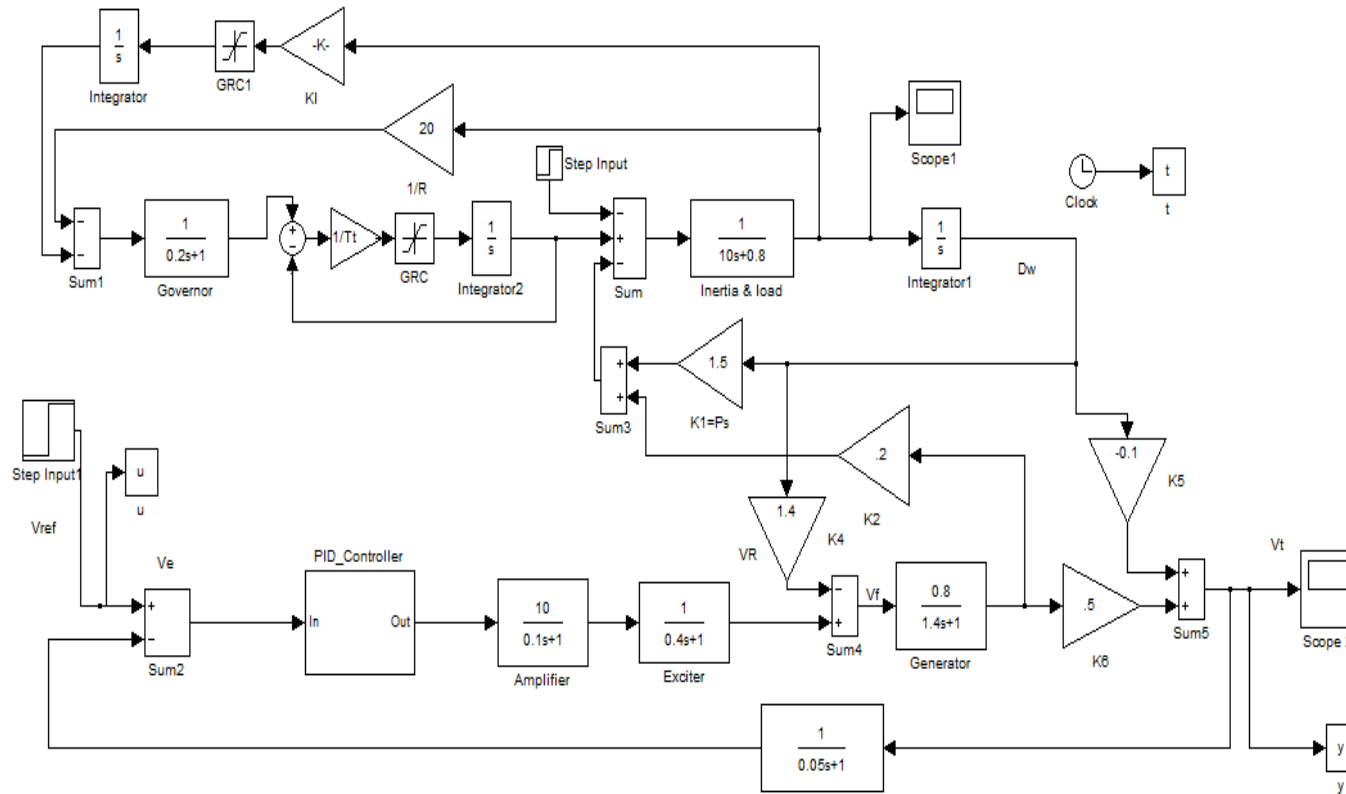 1
s
Integrator
GRC1
-K-
KI
20
1/R
Step Input
Scope1
Clock
t
t
Sum1
1
0.2s+1
Governor
+
1/Tt
GRC
1
s
Integrator2
+
Sum
1
10s+0.8
Inertia & load
1
s
Integrator1
Dw
+
+
Sum3
1.5
K1=Ps
.2
K2
-0.1
K5
1.4
K4
Step Input1
u
u
Vref
Ve
+
Sum2
PID_Controller
In
Out
10
0.1s+1
Amplifier
1
0.4s+1
Exciter
VR
+
Sum4
Vf
0.8
1.4s+1
Generator
.5
K6
+
+
Sum5
Vt
Scope
y
y
1
0.05s+1